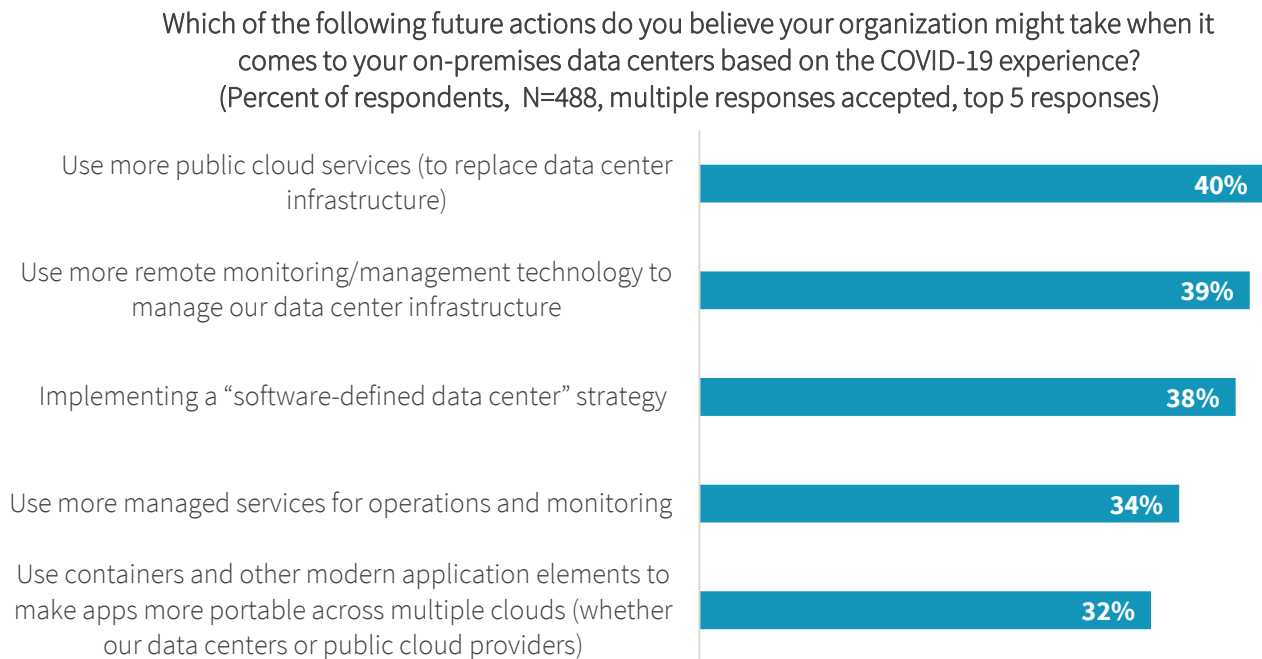 Which of the following future actions do you believe your organization might take when it
comes to your on-premises data centers based on the COVID-19 experience?
(Percent of respondents, N=488, multiple responses accepted, top 5 responses)
Use more public cloud services (to replace data center
infrastructure)
40%
Use more remote monitoring/management technology to
manage our data center infrastructure
39%
Implementing a “software-defined data center” strategy
38%
Use more managed services for operations and monitoring
34%
Use containers and other modern application elements to
make apps more portable across multiple clouds (whether
our data centers or public cloud providers)
32%